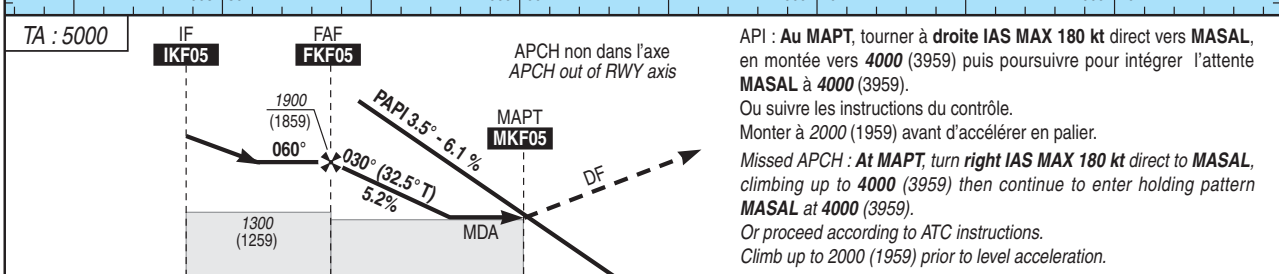 TA : 5000
IF
IKF05
FAF
FKF05
1900
(1859)
060°
030° (32.5° T)
5.2%
PAPI 3.5° - 6.1 %
APCH non dans l'axe
APCH out of RWY axis
MAPT
MKF05
DF
1300
(1259)
MDA
API : Au MAPT, tourner à droite IAS MAX 180 kt direct vers MASAL,
en montée vers 4000 (3959) puis poursuivre pour intégrer l'attente
MASAL à 4000 (3959).
Ou suivre les instructions du contrôle.
Monter à 2000 (1959) avant d'accélérer en palier.
Missed APCH : At MAPT, turn right IAS MAX 180 kt direct to MASAL,
climbing up to 4000 (3959) then continue to enter holding pattern
MASAL at 4000 (3959).
Or proceed according to ATC instructions.
Climb up to 2000 (1959) prior to level acceleration.